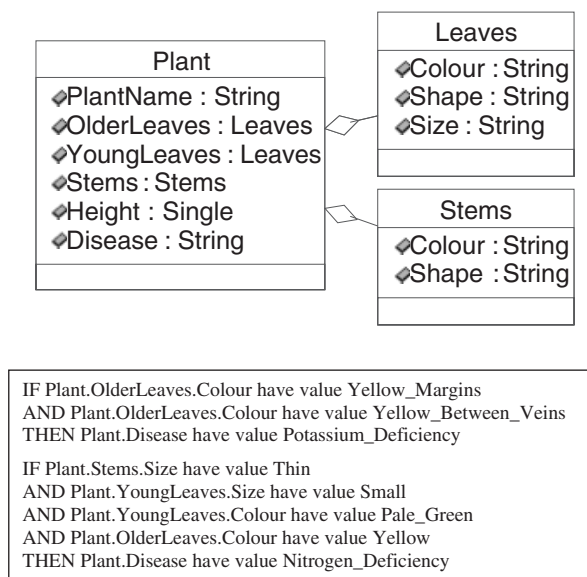 Plant
PlantName : String
OlderLeaves : Leaves
YoungLeaves : Leaves
Stems : Stems
Height : Single
Disease : String
Leaves
Colour : String
Shape : String
Size : String
Stems
Colour : String
Shape : String
IF Plant.OlderLeaves.Colour have value Yellow_Margins
AND Plant.OlderLeaves.Colour have value Yellow_Between_Veins
THEN Plant.Disease have value Potassium_Deficiency
IF Plant.Stems.Size have value Thin
AND Plant.YoungLeaves.Size have value Small
AND Plant.YoungLeaves.Colour have value Pale_Green
AND Plant.OlderLeaves.Colour have value Yellow
THEN Plant.Disease have value Nitrogen_Deficiency